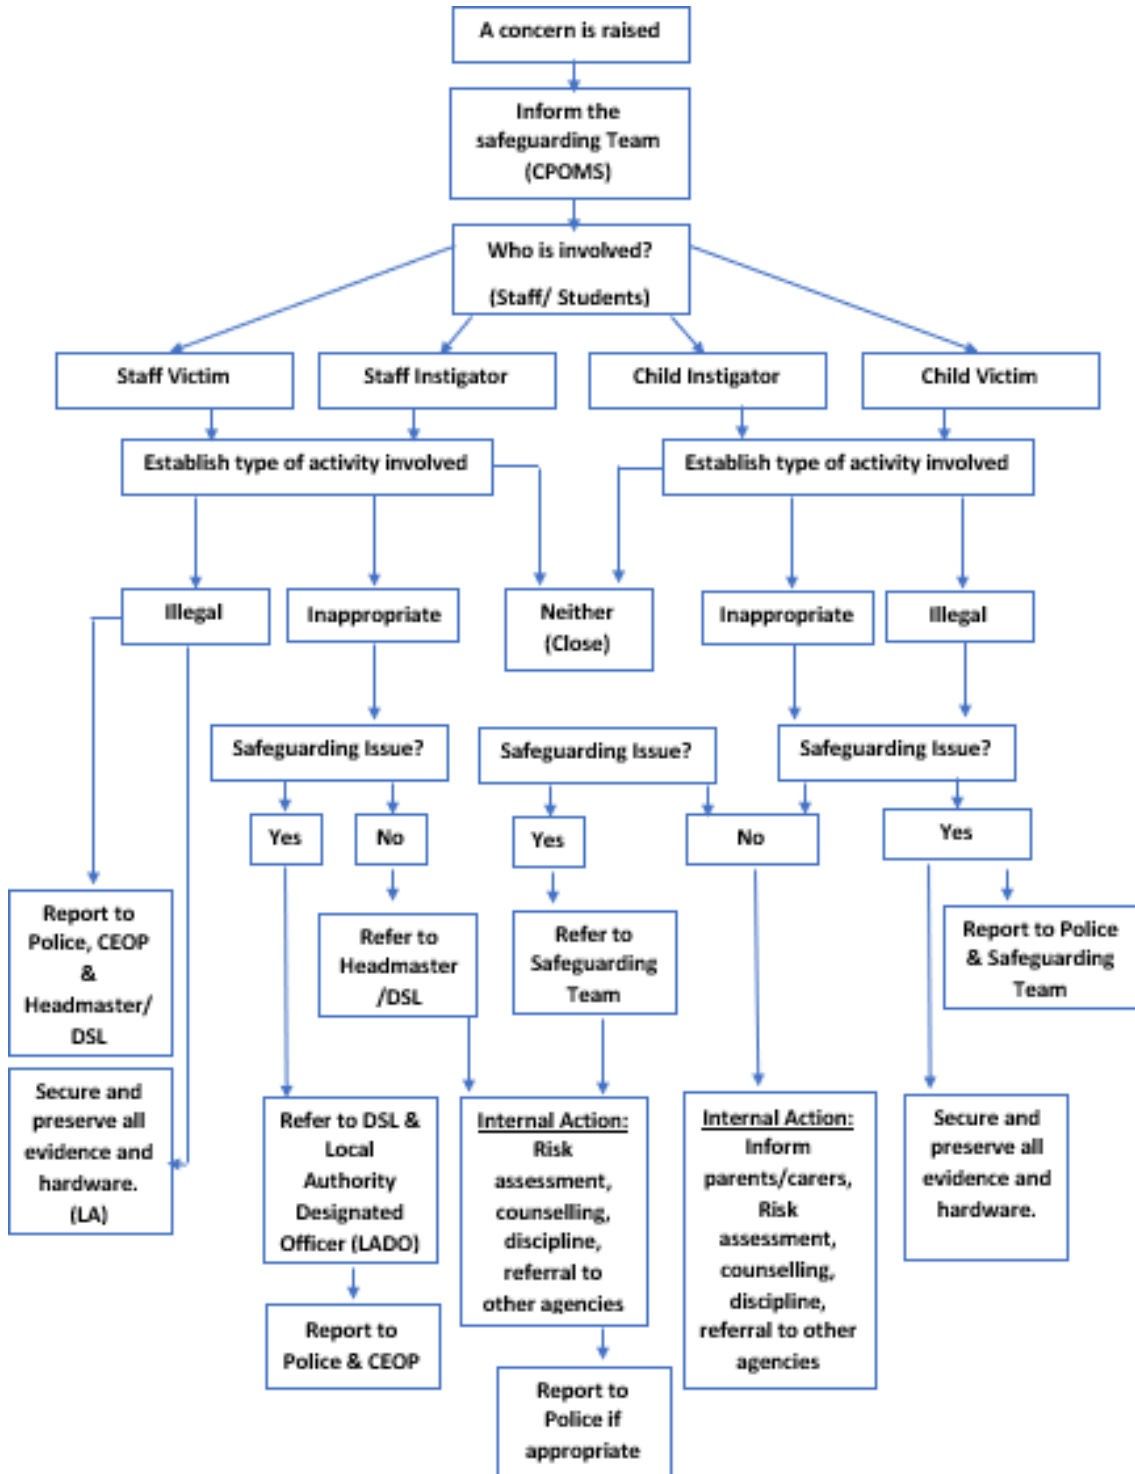 A concern is raised
Inform the
safeguarding Team
(CPOMS)
Who is involved?
(Staff/ Students)
Staff Victim
Staff Instigator
Child Instigator
Child Victim
Establish type of activity involved
Establish type of activity involved
Illegal
Inappropriate
Neither
(Close)
Inappropriate
Illegal
Safeguarding Issue?
Safeguarding Issue?
Safeguarding Issue?
Yes
No
Yes
No
Yes
Report to
Police, CEOP
&
Headmaster/
DSL
Refer to
Headmaster
/DSL
Refer to
Safeguarding
Team
Report to Police
& Safeguarding
Team
Secure and
preserve all
evidence and
hardware.
(LA)
Refer to DSL &
Local
Authority
Designated
Officer (LADO)
Internal Action:
Risk
assessment,
counselling,
discipline,
referral to
other agencies
Internal Action:
Inform
parents/carers,
Risk
assessment,
counselling,
discipline,
referral to other
agencies
Secure and
preserve all
evidence and
hardware.
Report to
Police & CEOP
Report to
Police if
appropriate